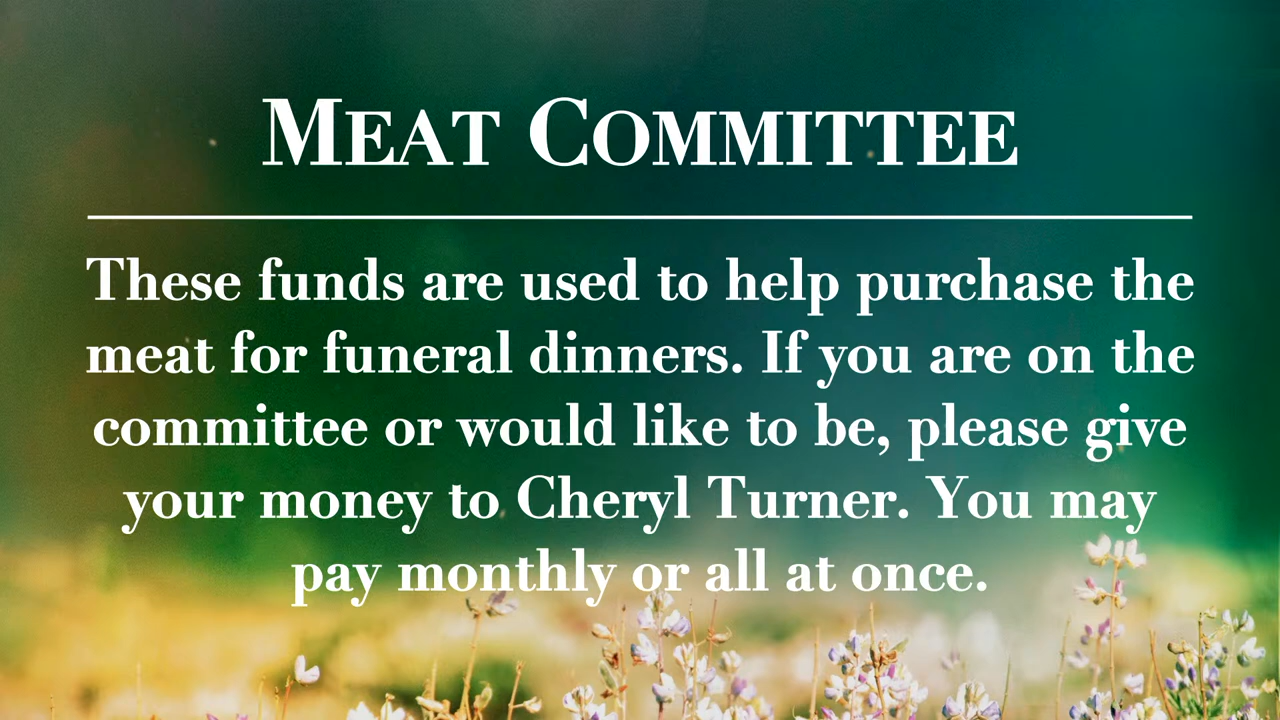 MEAT COMMITTEE
These funds are used to help purchase the
meat for funeral dinners. If you are on the
committee or would like to be, please give
your money to Cheryl Turner. You may
pay monthly or all at once.